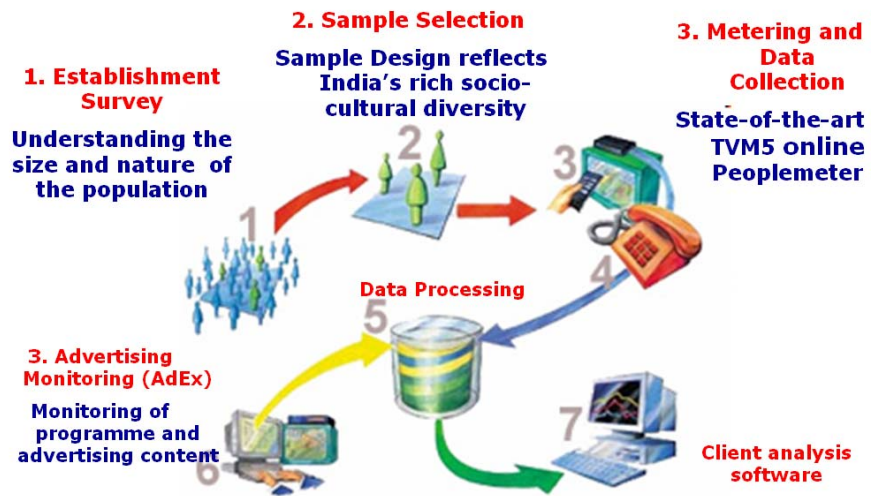 1. Establishment
Survey
Understanding the
size and nature of
the population
2. Sample Selection
Sample Design reflects
India's rich socio-
cultural diversity
3. Metering and
Data
Collection
State-of-the-art
TVM5 online
Peoplemeter
1
2
3
4
Data Processing
5
3. Advertising
Monitoring (AdEx)
Monitoring of
programme and
advertising content
6
7
Client analysis
software